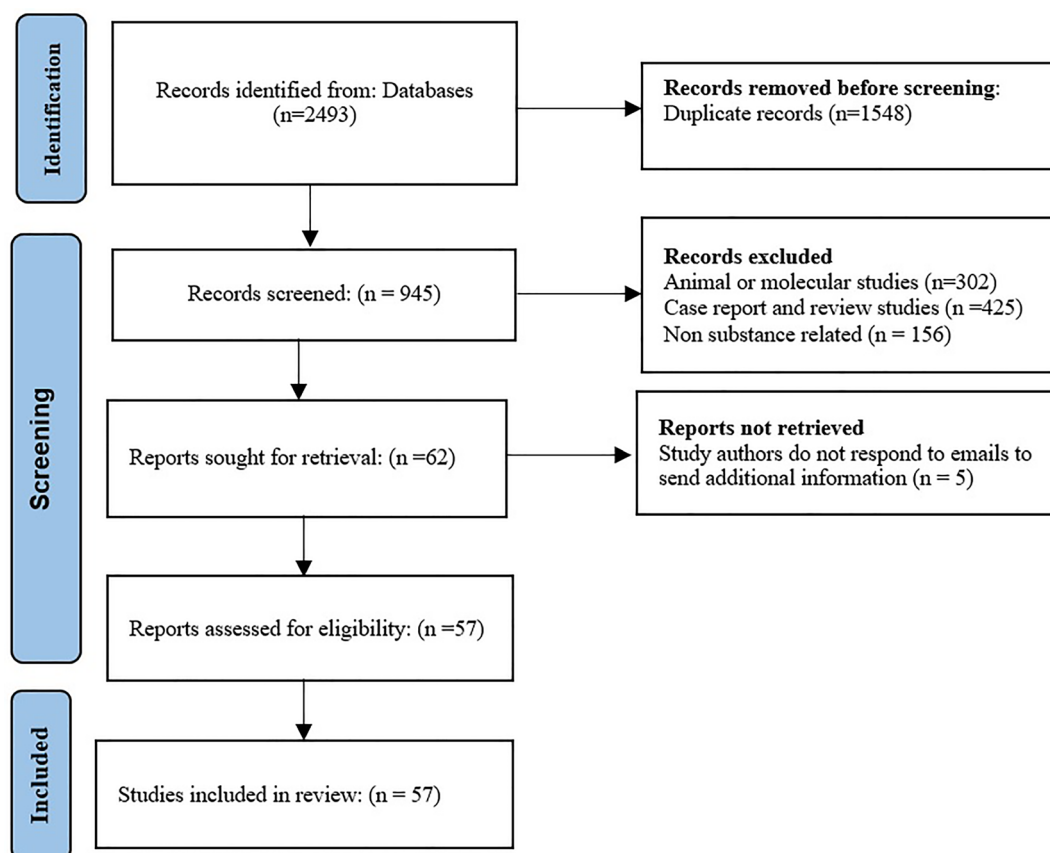 Identification
Records identified from: Databases
(n=2493)
Records removed before screening:
Duplicate records (n=1548)
Screening
Records screened: (n = 945)
Records excluded
Animal or molecular studies (n=302)
Case report and review studies (n =425)
Non substance related (n = 156)
Reports sought for retrieval: (n =62)
Reports not retrieved
Study authors do not respond to emails to
send additional information (n = 5)
Reports assessed for eligibility: (n =57)
Included
Studies included in review: (n = 57)